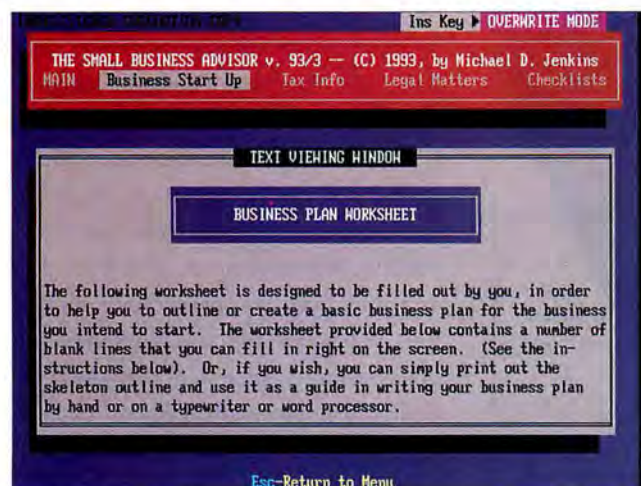 Ins Key ► OVERWRITE MODE
THE SMALL BUSINESS ADVISOR v. 93/3 -- (C) 1993, by Michael D. Jenkins
MAIN Business Start Up Tax Info Legal Matters Checklists
TEXT VIEWING WINDOW
BUSINESS PLAN WORKSHEET
The following worksheet is designed to be filled out by you, in order
to help you to outline or create a basic business plan for the business
you intend to start. The worksheet provided below contains a number of
blank lines that you can fill in right on the screen. (See the in-
structions below). Or, if you wish, you can simply print out the
skeleton outline and use it as a guide in writing your business plan
by hand or on a typewriter or word processor.
Esc-Return to Menu